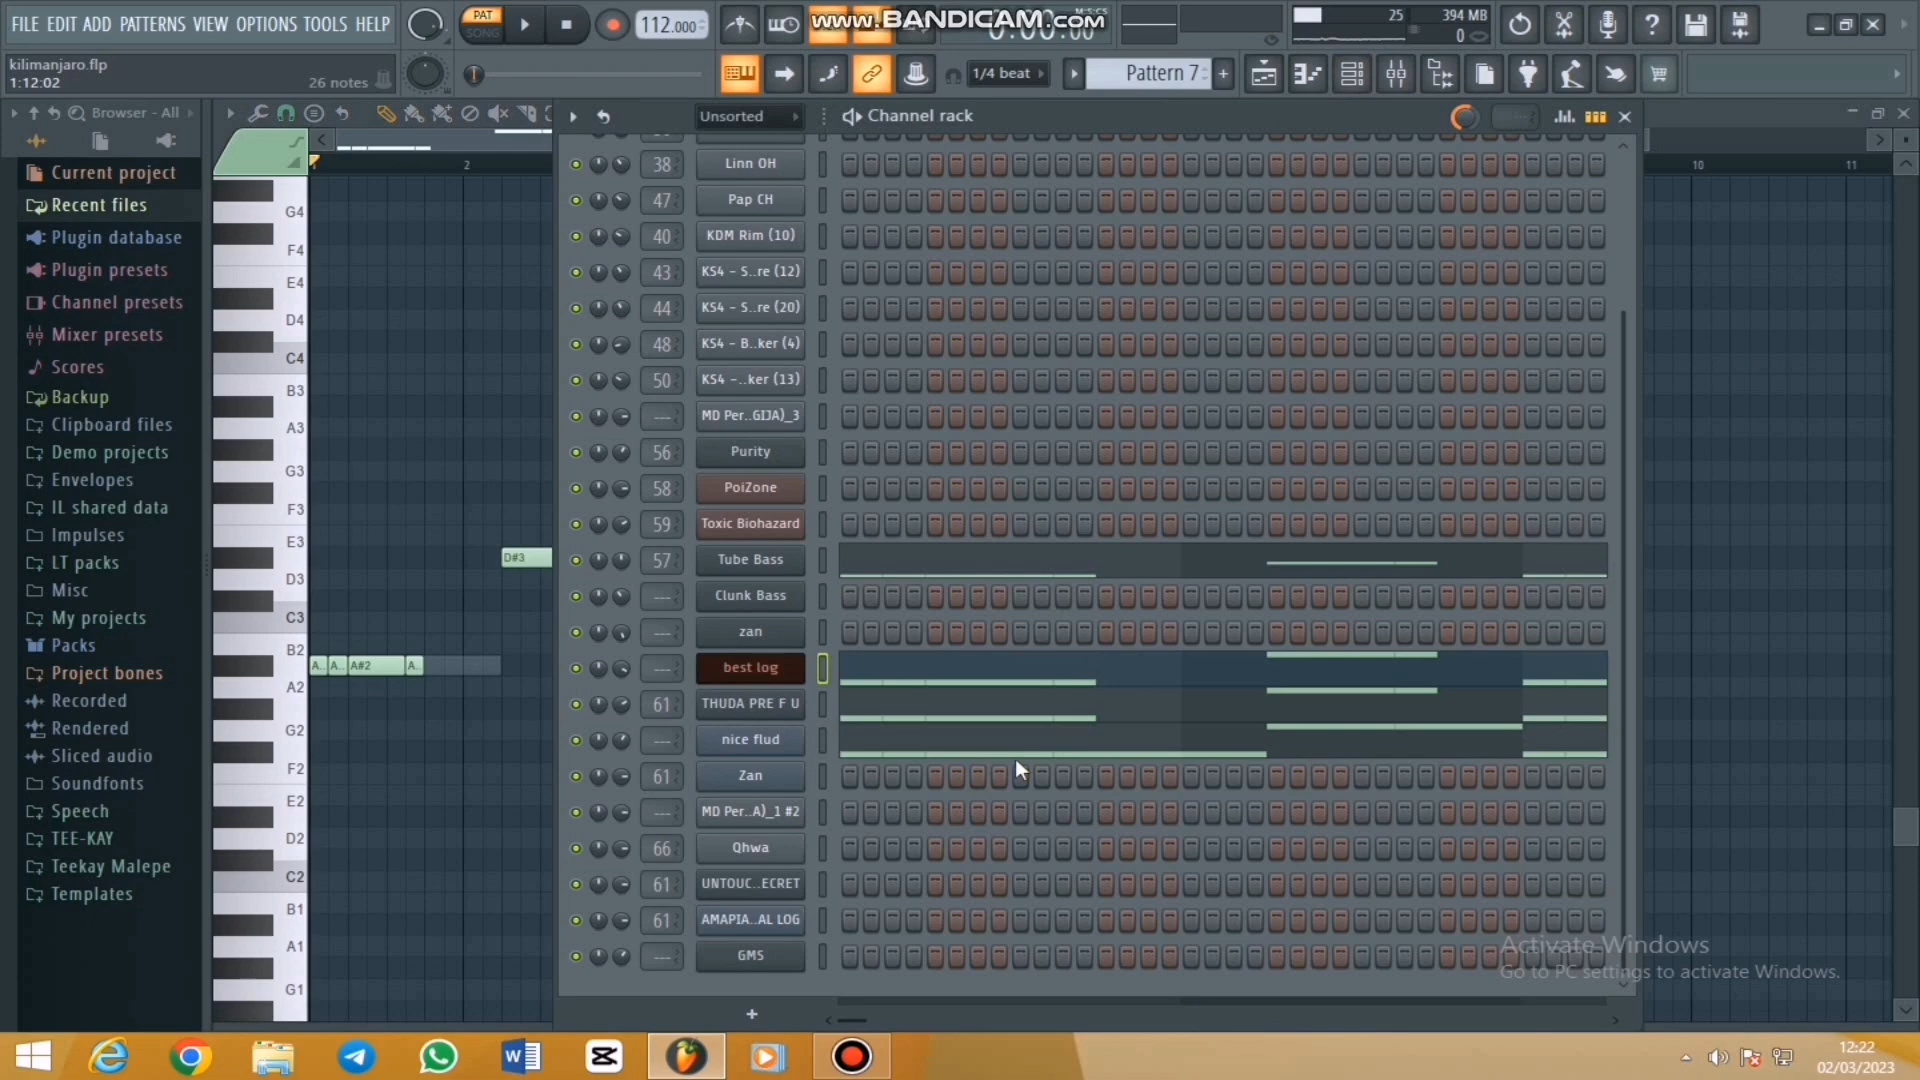 FILE EDIT ADD PATTERNS VIEW OPTIONS TOOLS HELP
PAT
SONG
112.000
www.BANDICAM.com
M:S:CS
0:00:00
25
394 MB
0
kilimanjaro.flp
1:12:02
26 notes
1/4 beat
Pattern 7
+
Browser - All
Unsorted
Channel rack
Current project
Recent files
Plugin database
Plugin presets
Channel presets
Mixer presets
Scores
Backup
Clipboard files
Demo projects
Envelopes
IL shared data
Impulses
LT packs
Misc
My projects
Packs
Project bones
Recorded
Rendered
Sliced audio
Soundfonts
Speech
TEE-KAY
Teekay Malepe
Templates
2
10
11
G4
F4
E4
D4
C4
B3
A3
G3
F3
E3
D3
C3
B2
A2
G2
F2
E2
D2
C2
B1
A1
G1
D#3
A.. A.. A#2 A..
38 Linn OH
47 Pap CH
40 KDM Rim (10)
43 KS4 - S..re (12)
44 KS4 - S..re (20)
48 KS4 - B..ker (4)
50 KS4 -..ker (13)
--- MD Per..GIJA)_3
56 Purity
58 PoiZone
59 Toxic Biohazard
57 Tube Bass
--- Clunk Bass
--- zan
--- best log
61 THUDA PRE F U
--- nice flud
61 Zan
--- MD Per..A)_1 #2
66 Qhwa
61 UNTOUC..ECRET
61 AMAPIA..AL LOG
--- GMS
+
Activate Windows
Go to PC settings to activate Windows.
12:22
02/03/2023